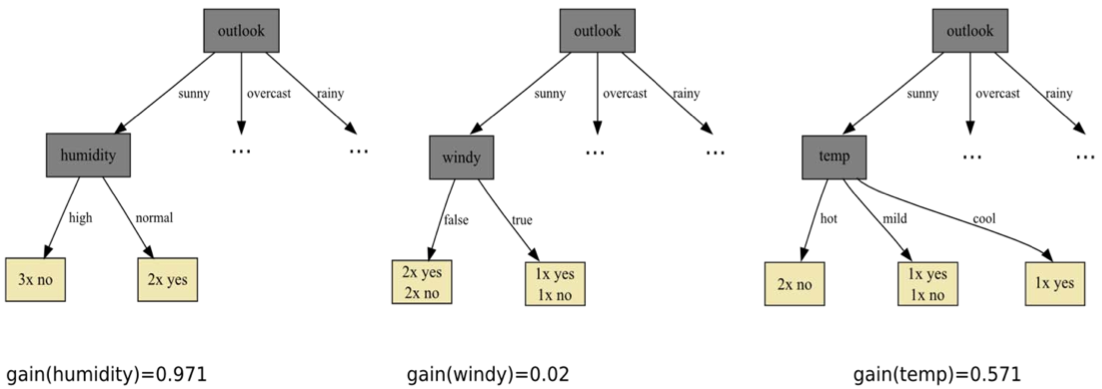 outlook
sunny
overcast
rainy
humidity
...
...
high
normal
3x no
2x yes
gain(humidity)=0.971
outlook
sunny
overcast
rainy
windy
...
...
false
true
2x yes
2x no
1x yes
1x no
gain(windy)=0.02
outlook
sunny
overcast
rainy
temp
...
...
hot
mild
cool
2x no
1x yes
1x no
1x yes
gain(temp)=0.571